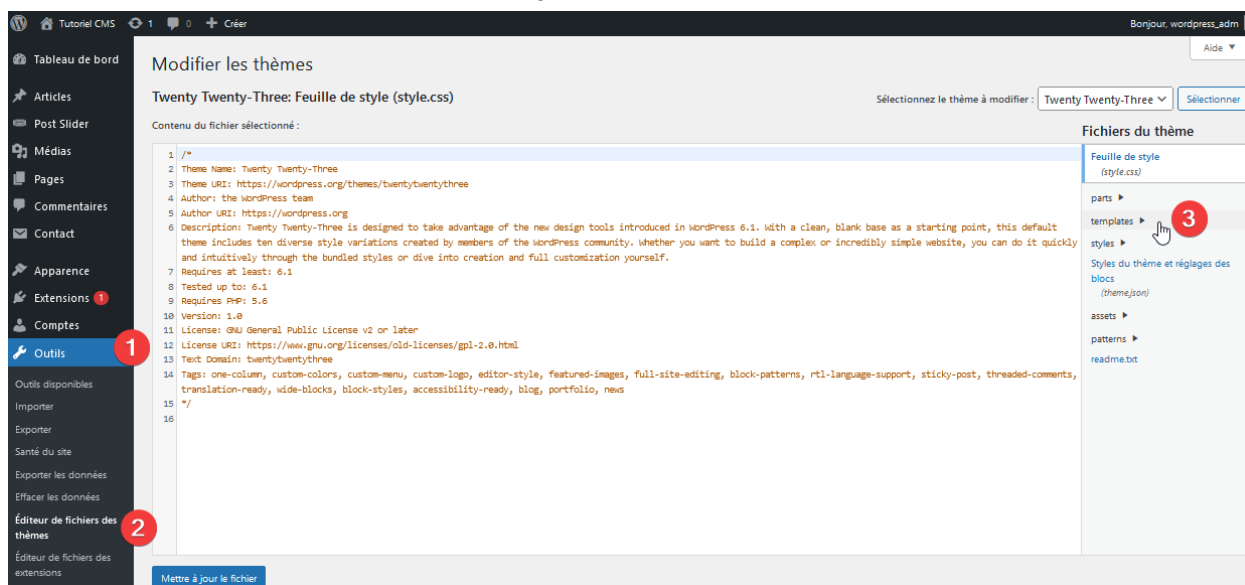 Tutoriel CMS 1 0 + Créer Bonjour, wordpress_adm
Aide ▼
Tableau de bord
Articles
Post Slider
Médias
Pages
Commentaires
Contact
Apparence
Extensions 1
Comptes
Outils 1
Outils disponibles
Importer
Exporter
Santé du site
Exporter les données
Effacer les données
Éditeur de fichiers des
thèmes 2
Éditeur de fichiers des
extensions
Modifier les thèmes
Twenty Twenty-Three: Feuille de style (style.css)
Sélectionnez le thème à modifier : Twenty Twenty-Three Sélectionner
Contenu du fichier sélectionné :
1 /*
2 Theme Name: Twenty Twenty-Three
3 Theme URI: https://wordpress.org/themes/twentytwentythree
4 Author: the WordPress team
5 Author URI: https://wordpress.org
6 Description: Twenty Twenty-Three is designed to take advantage of the new design tools introduced in WordPress 6.1. With a clean, blank base as a starting point, this default
theme includes ten diverse style variations created by members of the WordPress community. Whether you want to build a complex or incredibly simple website, you can do it quickly
and intuitively through the bundled styles or dive into creation and full customization yourself.
7 Requires at least: 6.1
8 Tested up to: 6.1
9 Requires PHP: 5.6
10 Version: 1.0
11 License: GNU General Public License v2 or later
12 License URI: https://www.gnu.org/licenses/old-licenses/gpl-2.0.html
13 Text Domain: twentytwentythree
14 Tags: one-column, custom-colors, custom-menu, custom-logo, editor-style, featured-images, full-site-editing, block-patterns, rtl-language-support, sticky-post, threaded-comments,
translation-ready, wide-blocks, block-styles, accessibility-ready, blog, portfolio, news
15 */
16
Mettre à jour le fichier
Fichiers du thème
Feuille de style
(style.css)
parts ▶
templates ▶ 3
styles ▶
Styles du thème et réglages des
blocs
(theme.json)
assets ▶
patterns ▶
readme.txt